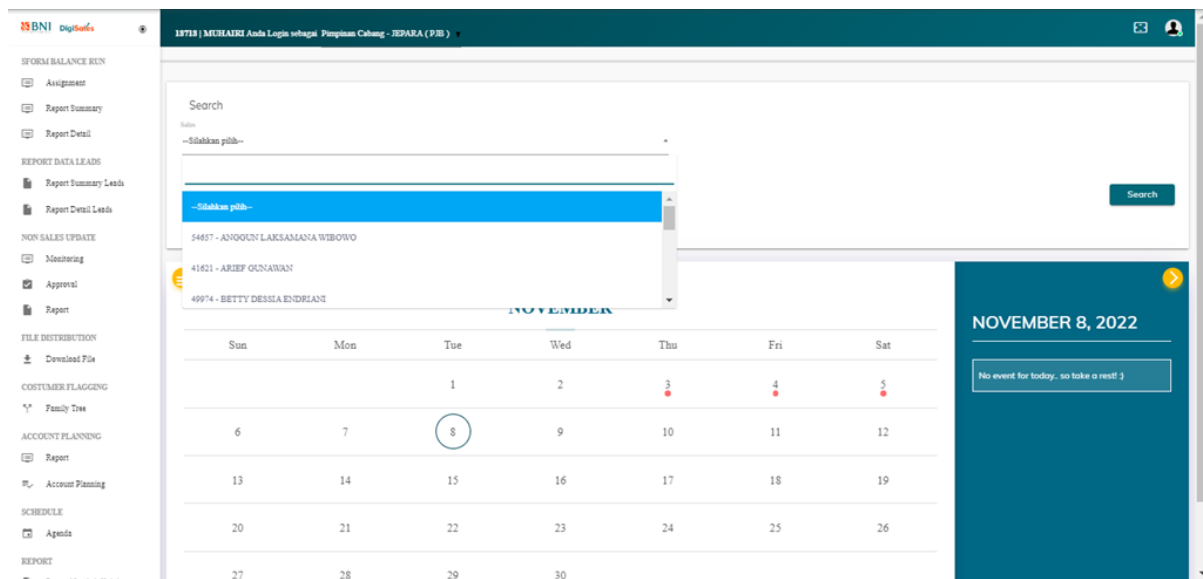 BNI DigiSales
13713 | MUHAIRI Anda Login sebagai Pimpinan Cabang - JEPARA ( PJB )
SFORM BALANCE RUN
Assignment
Report Summary
Report Detail
REPORT DATA LEADS
Report Summary Leads
Report Detail Leads
NON SALES UPDATE
Monitoring
Approval
Report
FILE DISTRIBUTION
Download File
COSTUMER FLAGGING
Family Tree
ACCOUNT PLANNING
Report
Account Planning
SCHEDULE
Agenda
REPORT
Search
Sales
--Silahkan pilih--
--Silahkan pilih--
54657 - ANGGUN LAKSAMANA WIBOWO
41621 - ARIEF GUNAWAN
49974 - BETTY DESSIA ENDRIANI
Search
NOVEMBER
Sun Mon Tue Wed Thu Fri Sat
1 2 3 4 5
6 7 8 9 10 11 12
13 14 15 16 17 18 19
20 21 22 23 24 25 26
27 28 29 30
NOVEMBER 8, 2022
No event for today.. so take a rest! :)